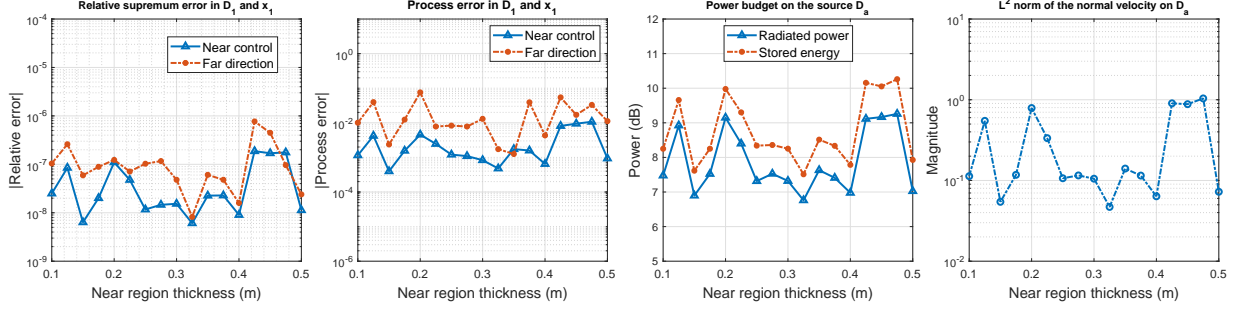 Relative supremum error in D₁ and x₁
|Relative error|
10⁻⁴
10⁻⁵
10⁻⁶
10⁻⁷
10⁻⁸
10⁻⁹
Near control
Far direction
0.1 0.2 0.3 0.4 0.5
Near region thickness (m)
Process error in D₁ and x₁
|Process error|
10⁰
10⁻²
10⁻⁴
10⁻⁶
Near control
Far direction
0.1 0.2 0.3 0.4 0.5
Near region thickness (m)
Power budget on the source Dₐ
Power (dB)
12
11
10
9
8
7
6
5
Radiated power
Stored energy
0.1 0.2 0.3 0.4 0.5
Near region thickness (m)
L² norm of the normal velocity on Dₐ
Magnitude
10¹
10⁰
10⁻¹
10⁻²
0.1 0.2 0.3 0.4 0.5
Near region thickness (m)